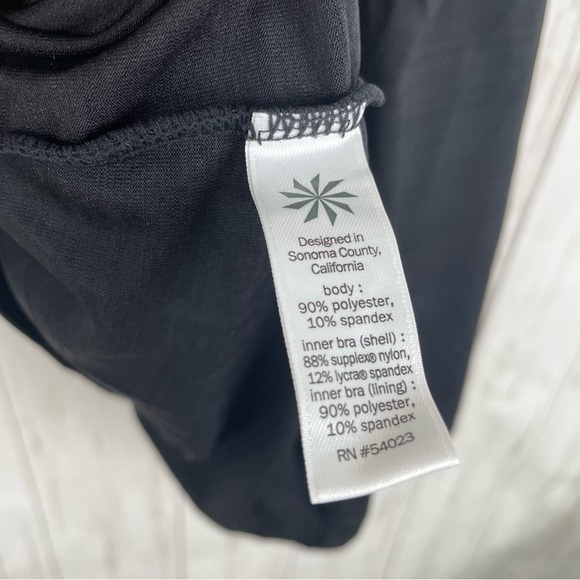 Designed in
Sonoma County,
California
body :
90% polyester,
10% spandex
inner bra (shell) :
88% supplex® nylon,
12% lycra® spandex
inner bra (lining) :
90% polyester,
10% spandex
RN #54023